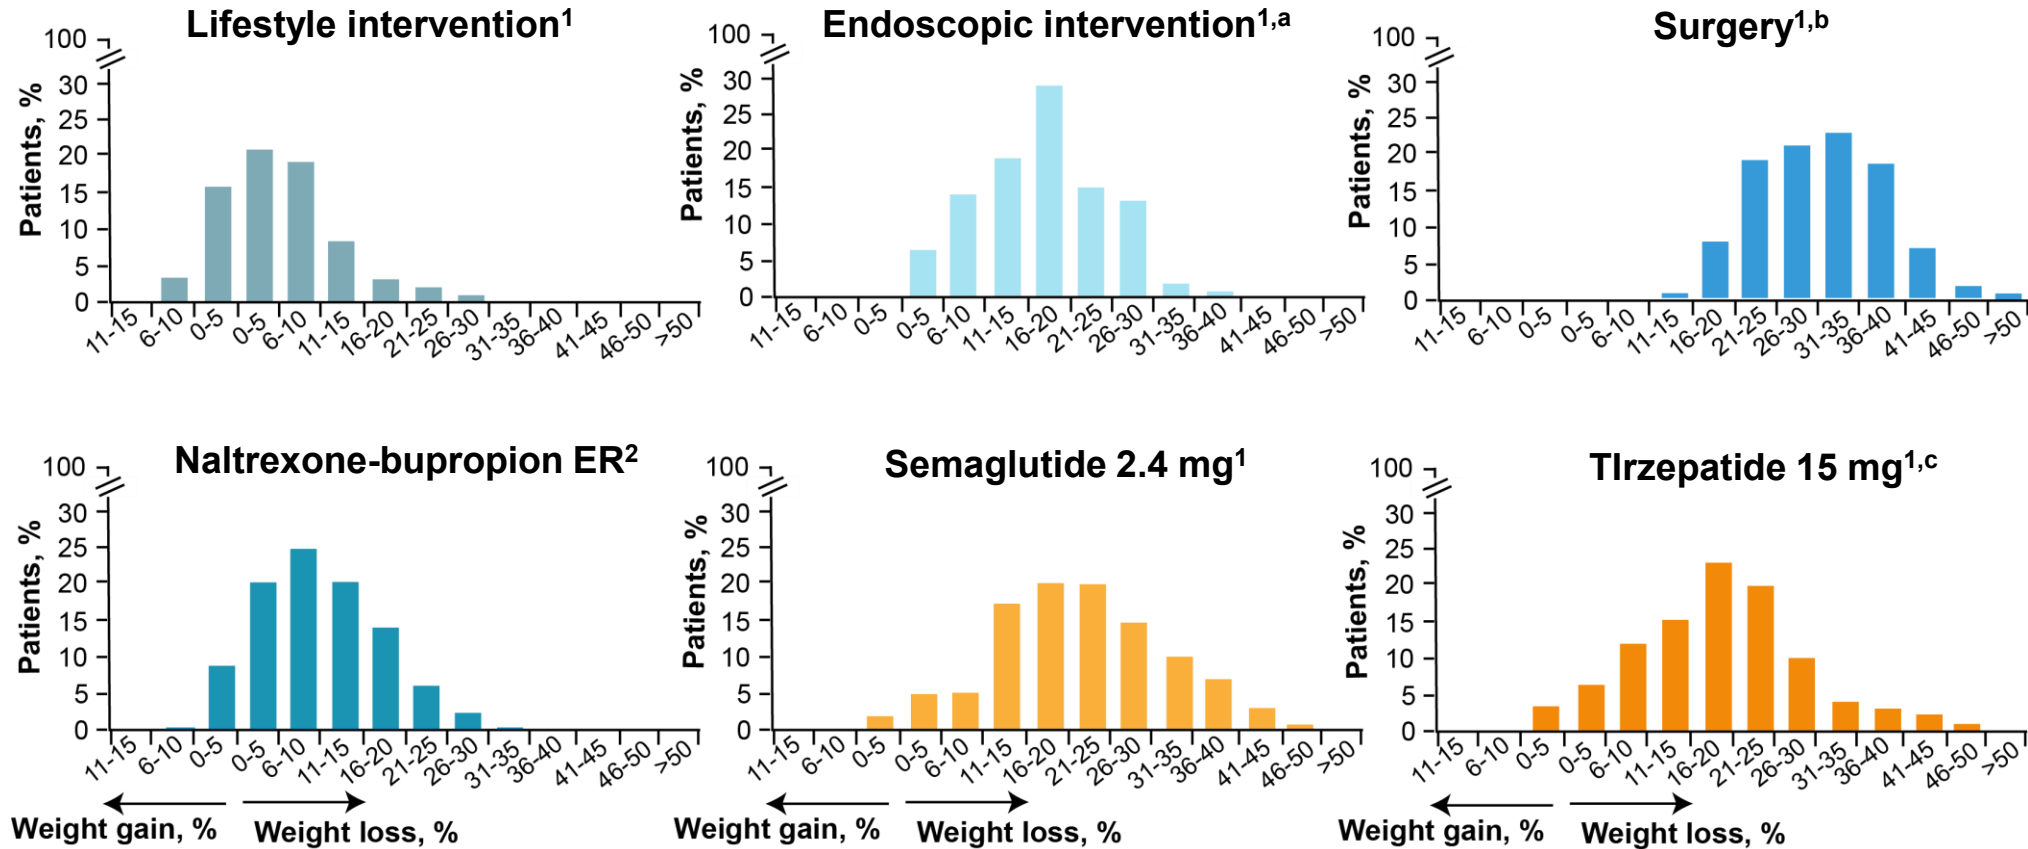 Lifestyle intervention1
Patients, %
100
30
25
20
15
10
5
0
11-15 6-10 0-5 0-5 6-10 11-15 16-20 21-25 26-30 31-35 36-40 41-45 46-50 >50
Endoscopic intervention1,a
Patients, %
100
30
25
20
15
10
5
0
11-15 6-10 0-5 0-5 6-10 11-15 16-20 21-25 26-30 31-35 36-40 41-45 46-50 >50
Surgery1,b
Patients, %
100
30
25
20
15
10
5
0
11-15 6-10 0-5 0-5 6-10 11-15 16-20 21-25 26-30 31-35 36-40 41-45 46-50 >50
Naltrexone-bupropion ER2
Patients, %
100
30
25
20
15
10
5
0
11-15 6-10 0-5 0-5 6-10 11-15 16-20 21-25 26-30 31-35 36-40 41-45 46-50 >50
Weight gain, % Weight loss, %
Semaglutide 2.4 mg1
Patients, %
100
30
25
20
15
10
5
0
11-15 6-10 0-5 0-5 6-10 11-15 16-20 21-25 26-30 31-35 36-40 41-45 46-50 >50
Weight gain, % Weight loss, %
TIrzepatide 15 mg1,c
Patients, %
100
30
25
20
15
10
5
0
11-15 6-10 0-5 0-5 6-10 11-15 16-20 21-25 26-30 31-35 36-40 41-45 46-50 >50
Weight gain, % Weight loss, %